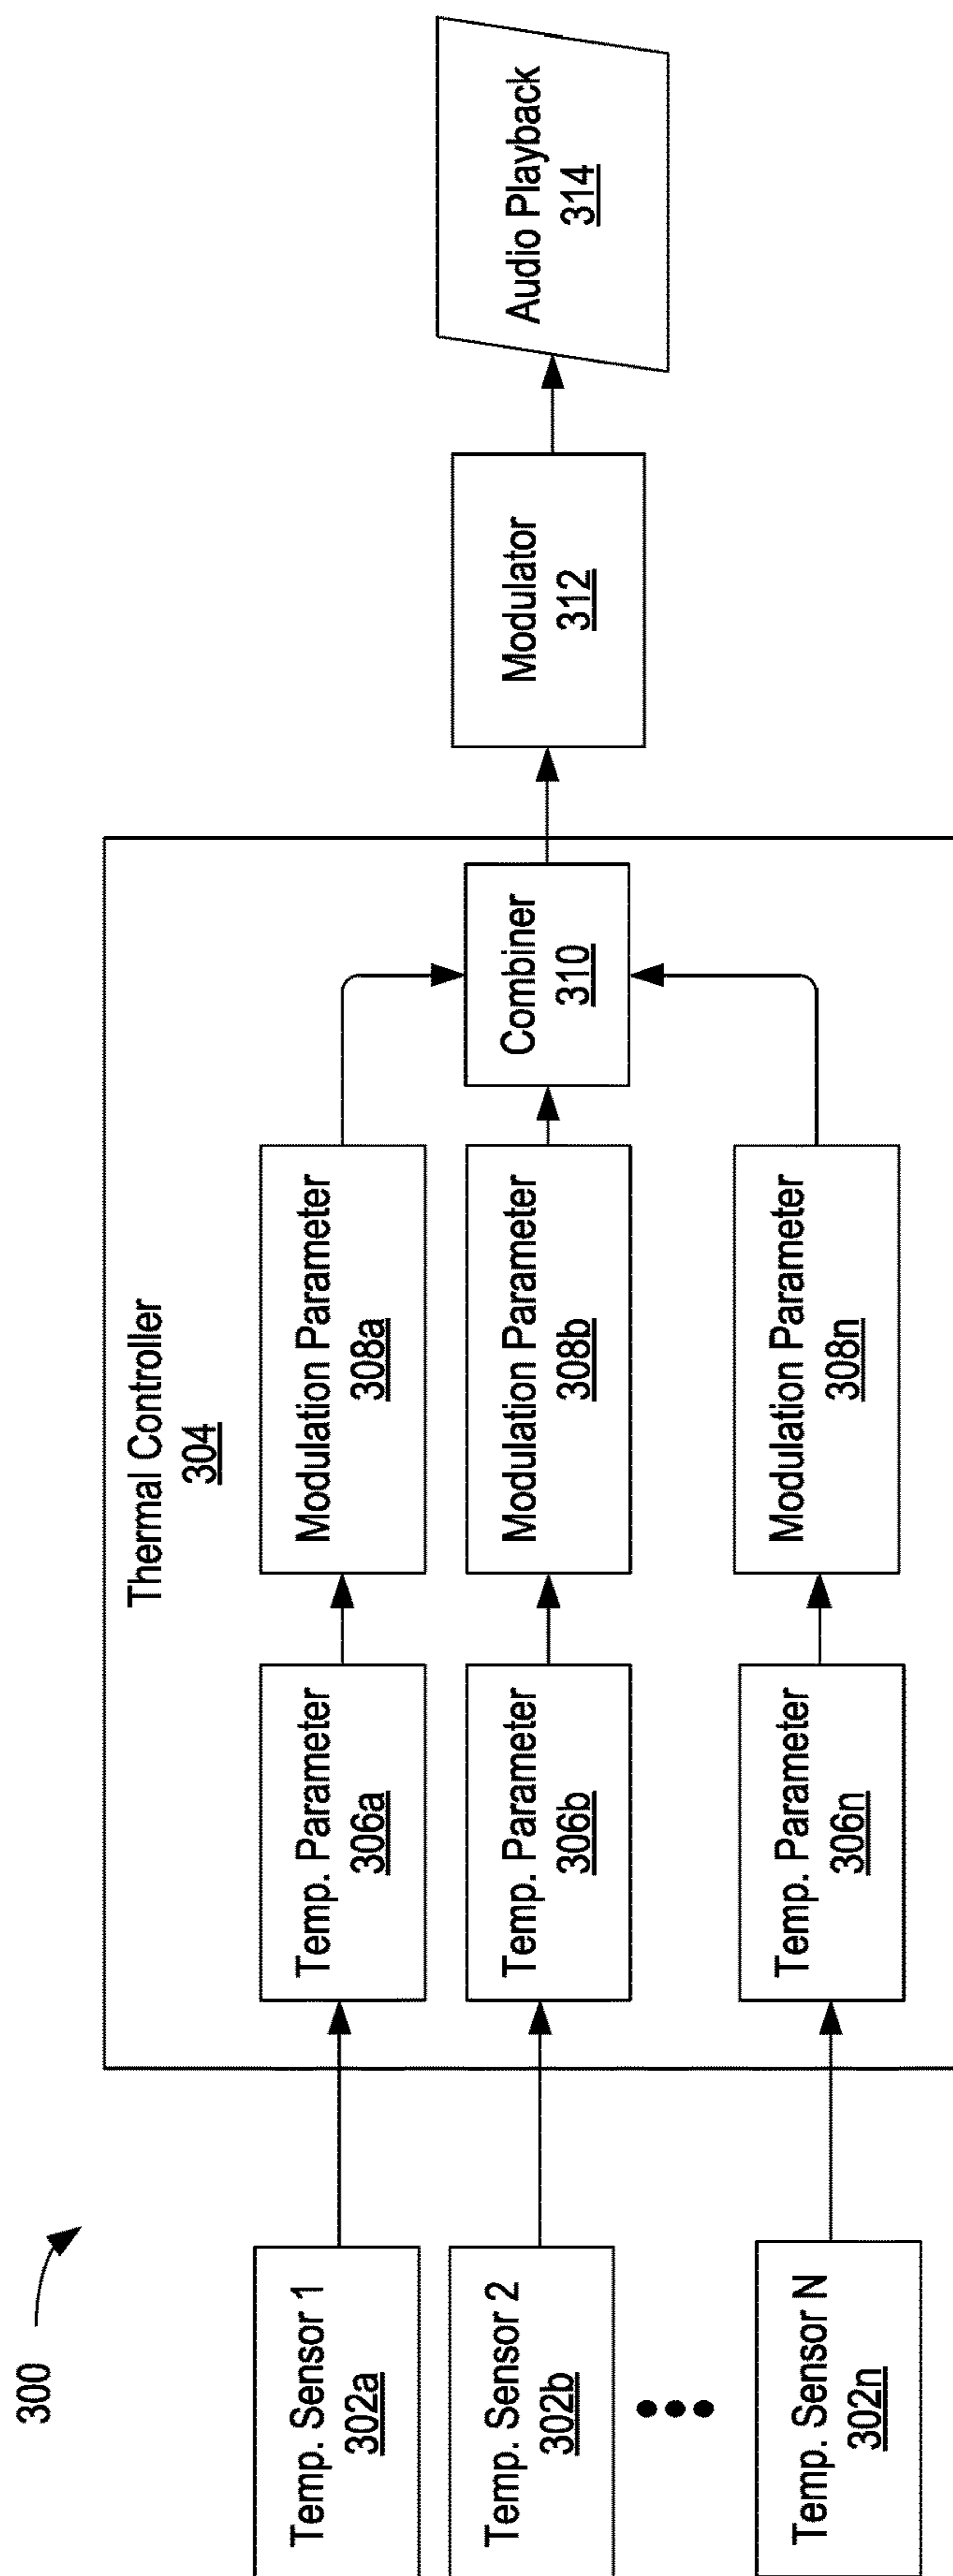 300
Temp. Sensor 1
302a
Temp. Sensor 2
302b
Temp. Sensor N
302n
Thermal Controller
304
Temp. Parameter
306a
Temp. Parameter
306b
Temp. Parameter
306n
Modulation Parameter
308a
Modulation Parameter
308b
Modulation Parameter
308n
Combiner
310
Modulator
312
Audio Playback
314